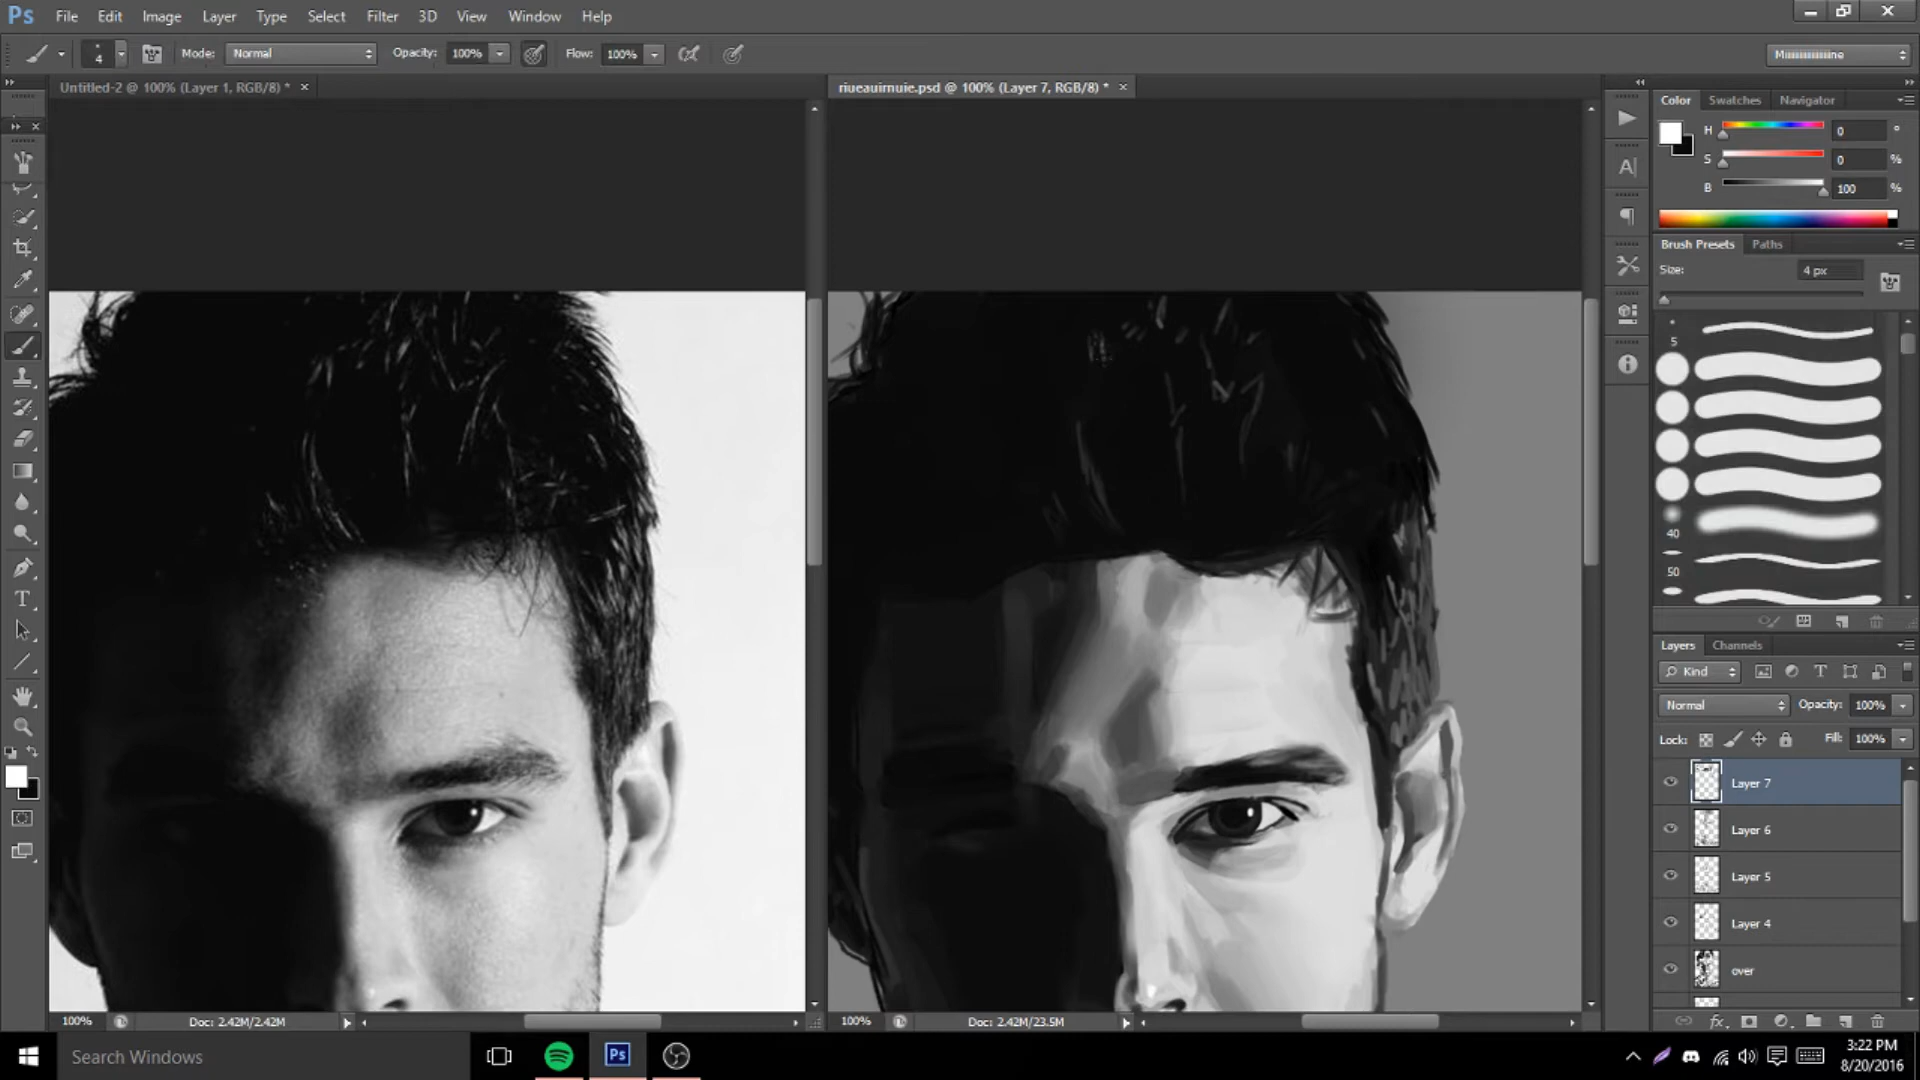 Ps File Edit Image Layer Type Select Filter 3D View Window Help
4 Mode: Normal Opacity: 100% Flow: 100%
Untitled-2 @ 100% (Layer 1, RGB/8) *
riueauirnuie.psd @ 100% (Layer 7, RGB/8) *
Color Swatches Navigator
H 0 °
S 0 %
B 100 %
Brush Presets Paths
Size: 4 px
5
40
50
Layers Channels
Kind
Normal Opacity: 100%
Lock: Fill: 100%
Layer 7
Layer 6
Layer 5
Layer 4
over
100% Doc: 2.42M/2.42M
100% Doc: 2.42M/23.5M
Search Windows
Ps
3:22 PM
8/20/2016